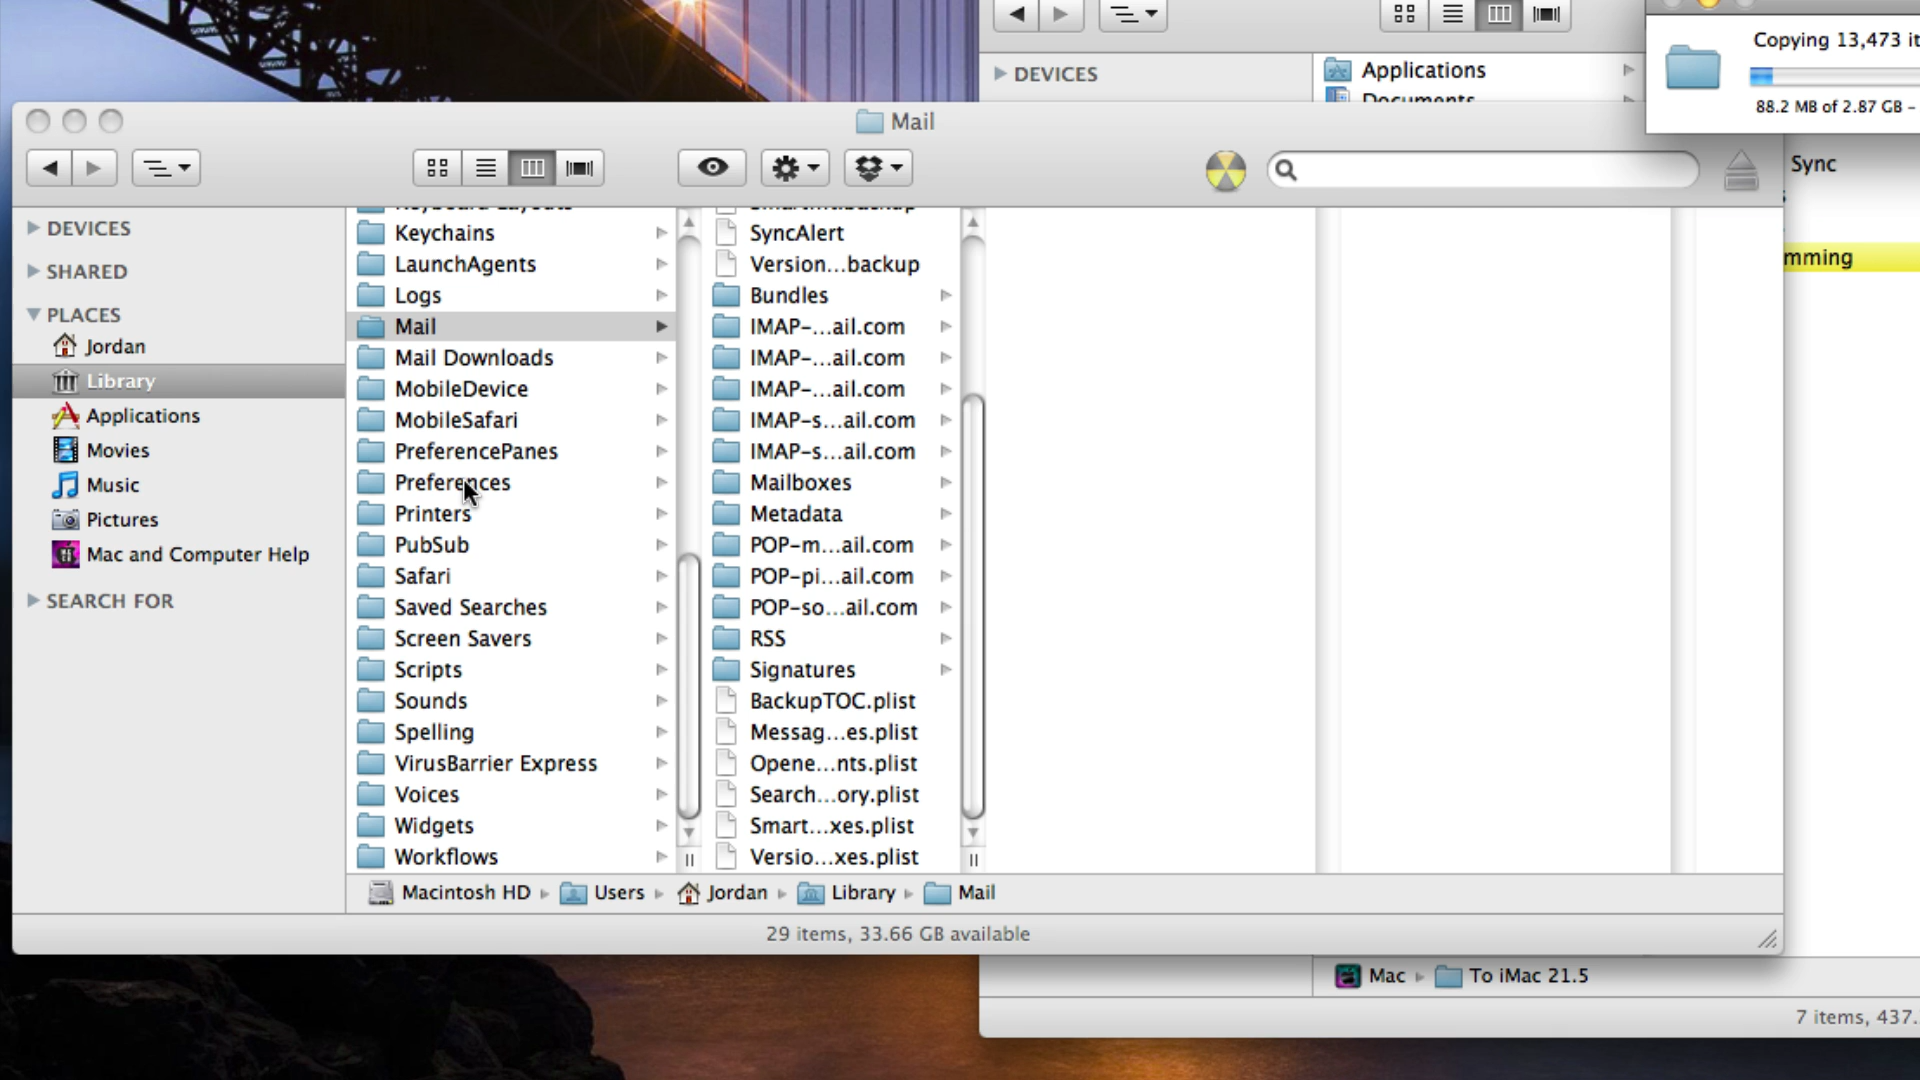 DEVICES
Applications
Documents
Copying 13,473 it
88.2 MB of 2.87 GB -
Sync
mming
Mac
To iMac 21.5
7 items, 437.
Mail
DEVICES
SHARED
PLACES
Jordan
Library
Applications
Movies
Music
Pictures
Mac and Computer Help
SEARCH FOR
Keychains
LaunchAgents
Logs
Mail
Mail Downloads
MobileDevice
MobileSafari
PreferencePanes
Preferences
Printers
PubSub
Safari
Saved Searches
Screen Savers
Scripts
Sounds
Spelling
VirusBarrier Express
Voices
Widgets
Workflows
SyncAlert
Version...backup
Bundles
IMAP-...ail.com
IMAP-...ail.com
IMAP-...ail.com
IMAP-s...ail.com
IMAP-s...ail.com
Mailboxes
Metadata
POP-m...ail.com
POP-pi...ail.com
POP-so...ail.com
RSS
Signatures
BackupTOC.plist
Messag...es.plist
Opene...nts.plist
Search...ory.plist
Smart...xes.plist
Versio...xes.plist
Macintosh HD Users Jordan Library Mail
29 items, 33.66 GB available